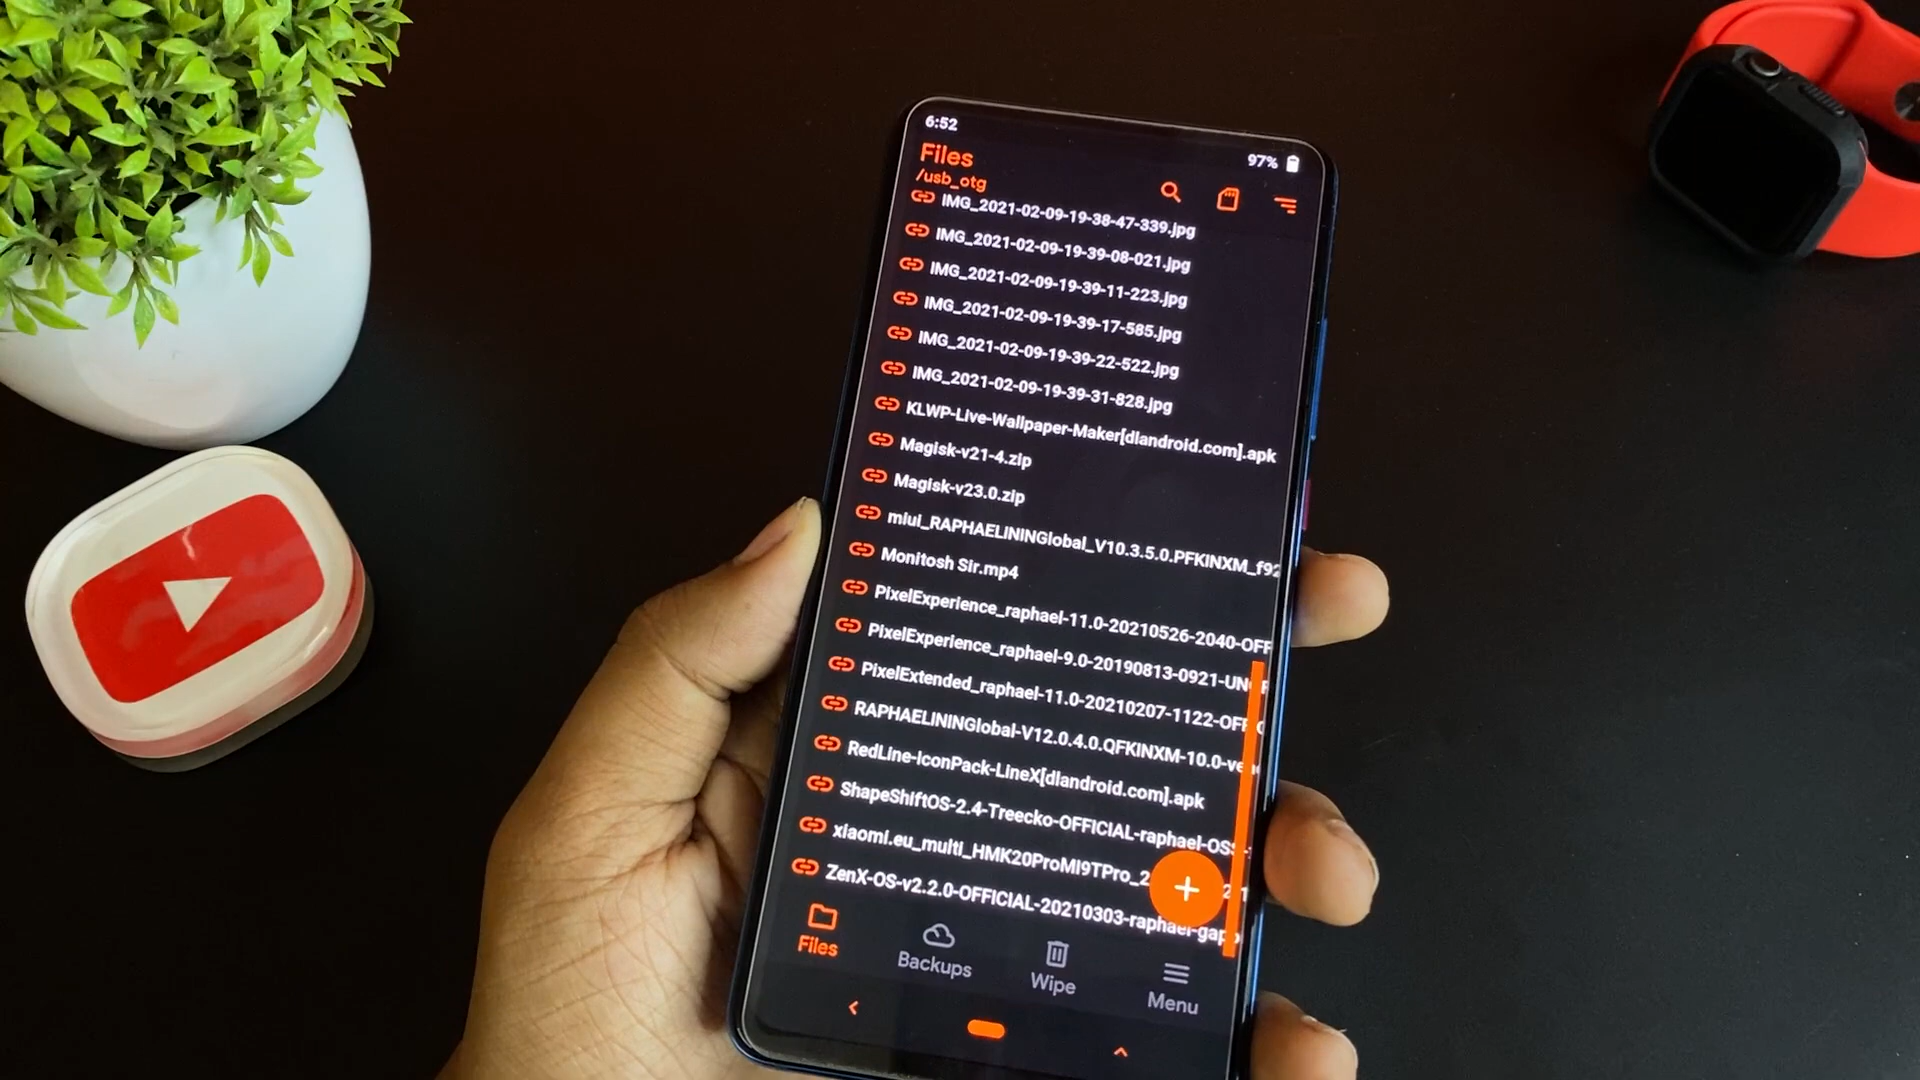 6:52
97%
Files
/usb_otg
IMG_2021-02-09-19-38-47-339.jpg
IMG_2021-02-09-19-39-08-021.jpg
IMG_2021-02-09-19-39-11-223.jpg
IMG_2021-02-09-19-39-17-585.jpg
IMG_2021-02-09-19-39-22-522.jpg
IMG_2021-02-09-19-39-31-828.jpg
KLWP-Live-Wallpaper-Maker[dlandroid.com].apk
Magisk-v21-4.zip
Magisk-v23.0.zip
miui_RAPHAELININGlobal_V10.3.5.0.PFKINXM_f92
Monitosh Sir.mp4
PixelExperience_raphael-11.0-20210526-2040-OFF
PixelExperience_raphael-9.0-20190813-0921-UN
PixelExtended_raphael-11.0-20210207-1122-OFF
RAPHAELININGlobal-V12.0.4.0.QFKINXM-10.0-ve
RedLine-IconPack-LineX[dlandroid.com].apk
ShapeShiftOS-2.4-Treecko-OFFICIAL-raphael-OSS-
xiaomi.eu_multi_HMK20ProMI9TPro_2
ZenX-OS-v2.2.0-OFFICIAL-20210303-raphael-gapp
Files
Backups
Wipe
Menu